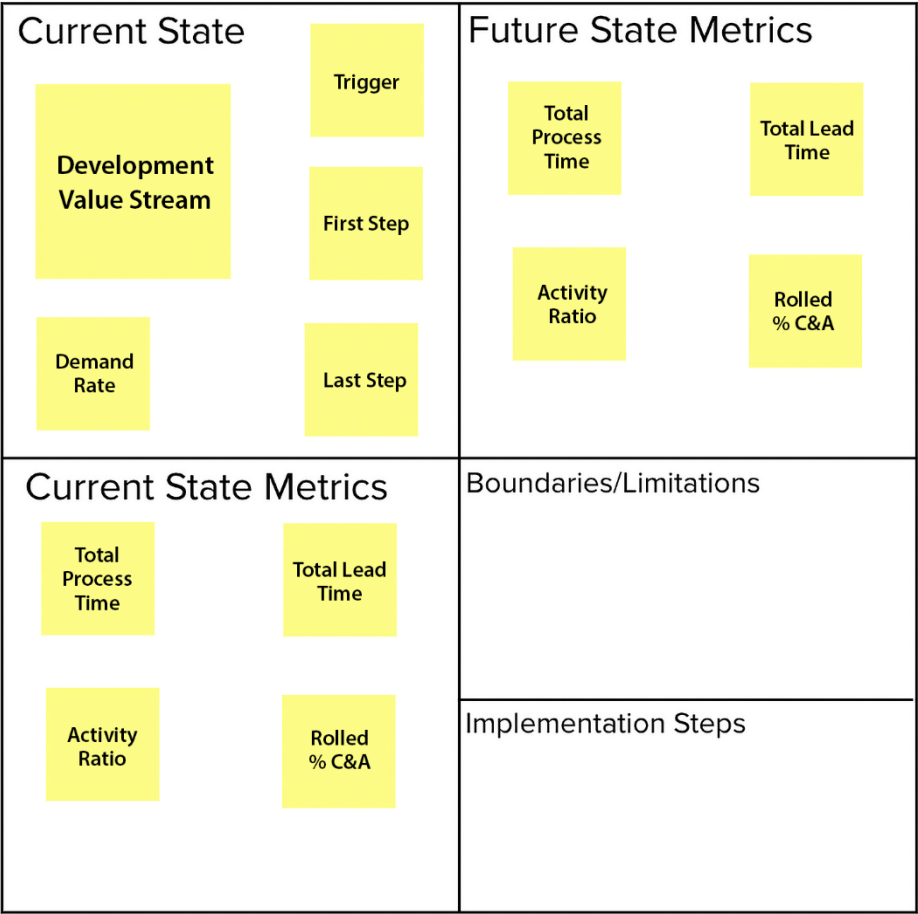 Current State
Development
Value Stream
Trigger
First Step
Demand
Rate
Last Step
Future State Metrics
Total
Process
Time
Total Lead
Time
Activity
Ratio
Rolled
% C&A
Current State Metrics
Total
Process
Time
Total Lead
Time
Activity
Ratio
Rolled
% C&A
Boundaries/Limitations
Implementation Steps